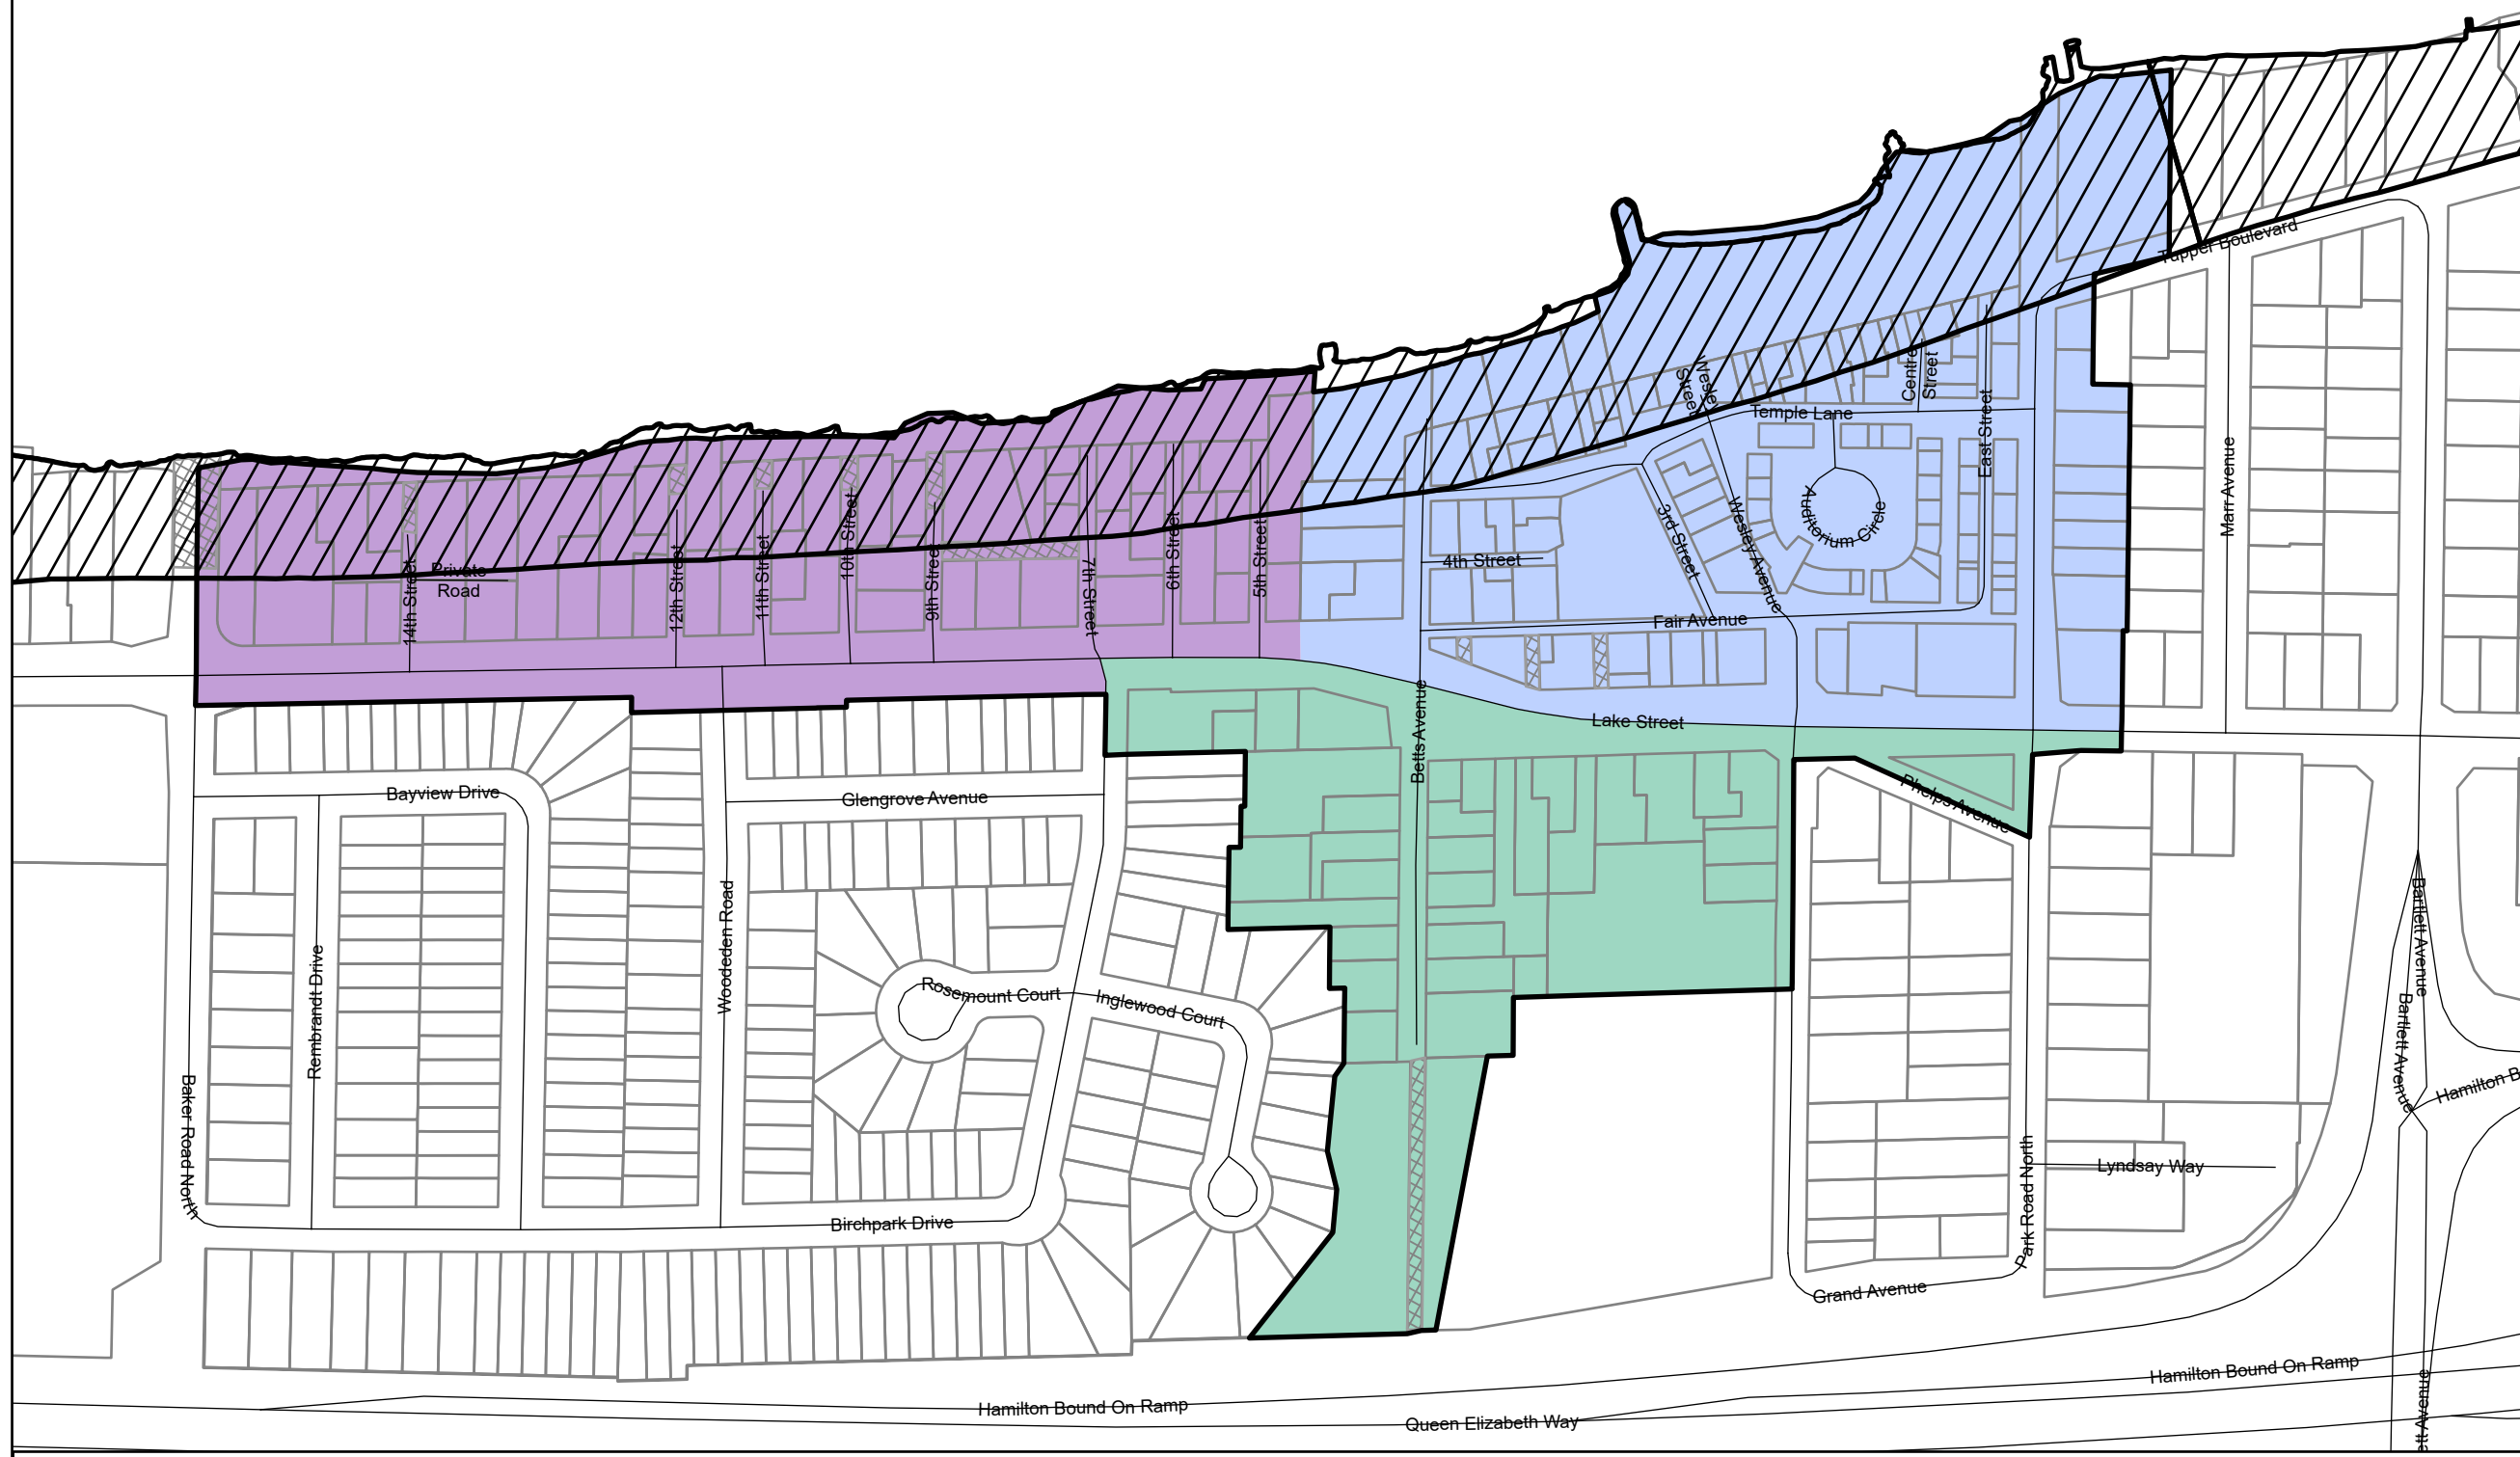 Tupper Boulevard
Wesley
Street
Centre
Street
Temple Lane
East Street
Marr Avenue
Auditorium Circle
Wesley Avenue
3rd Street
4th Street
Fair Avenue
5th Street
6th Street
7th Street
9th Street
10th Street
11th Street
12th Street
14th Street
Private
Road
Lake Street
Betts Avenue
Phelps Avenue
Bayview Drive
Glengrove Avenue
Rembrandt Drive
Woodeden Road
Rosemount Court
Inglewood Court
Baker Road North
Birchpark Drive
Bartlett Avenue
Bartlett Avenue
Hamilton B
Lyndsay Way
Park Road North
Grand Avenue
Hamilton Bound On Ramp
Hamilton Bound On Ramp
Queen Elizabeth Way
ett Avenue